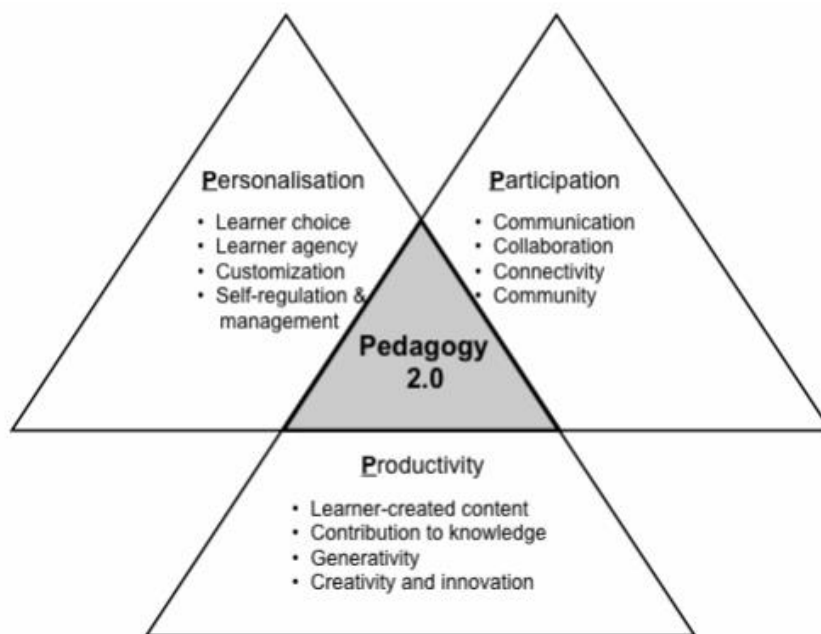 Personalisation
• Learner choice
• Learner agency
• Customization
• Self-regulation &
management
Participation
• Communication
• Collaboration
• Connectivity
• Community
Pedagogy
2.0
Productivity
• Learner-created content
• Contribution to knowledge
• Generativity
• Creativity and innovation